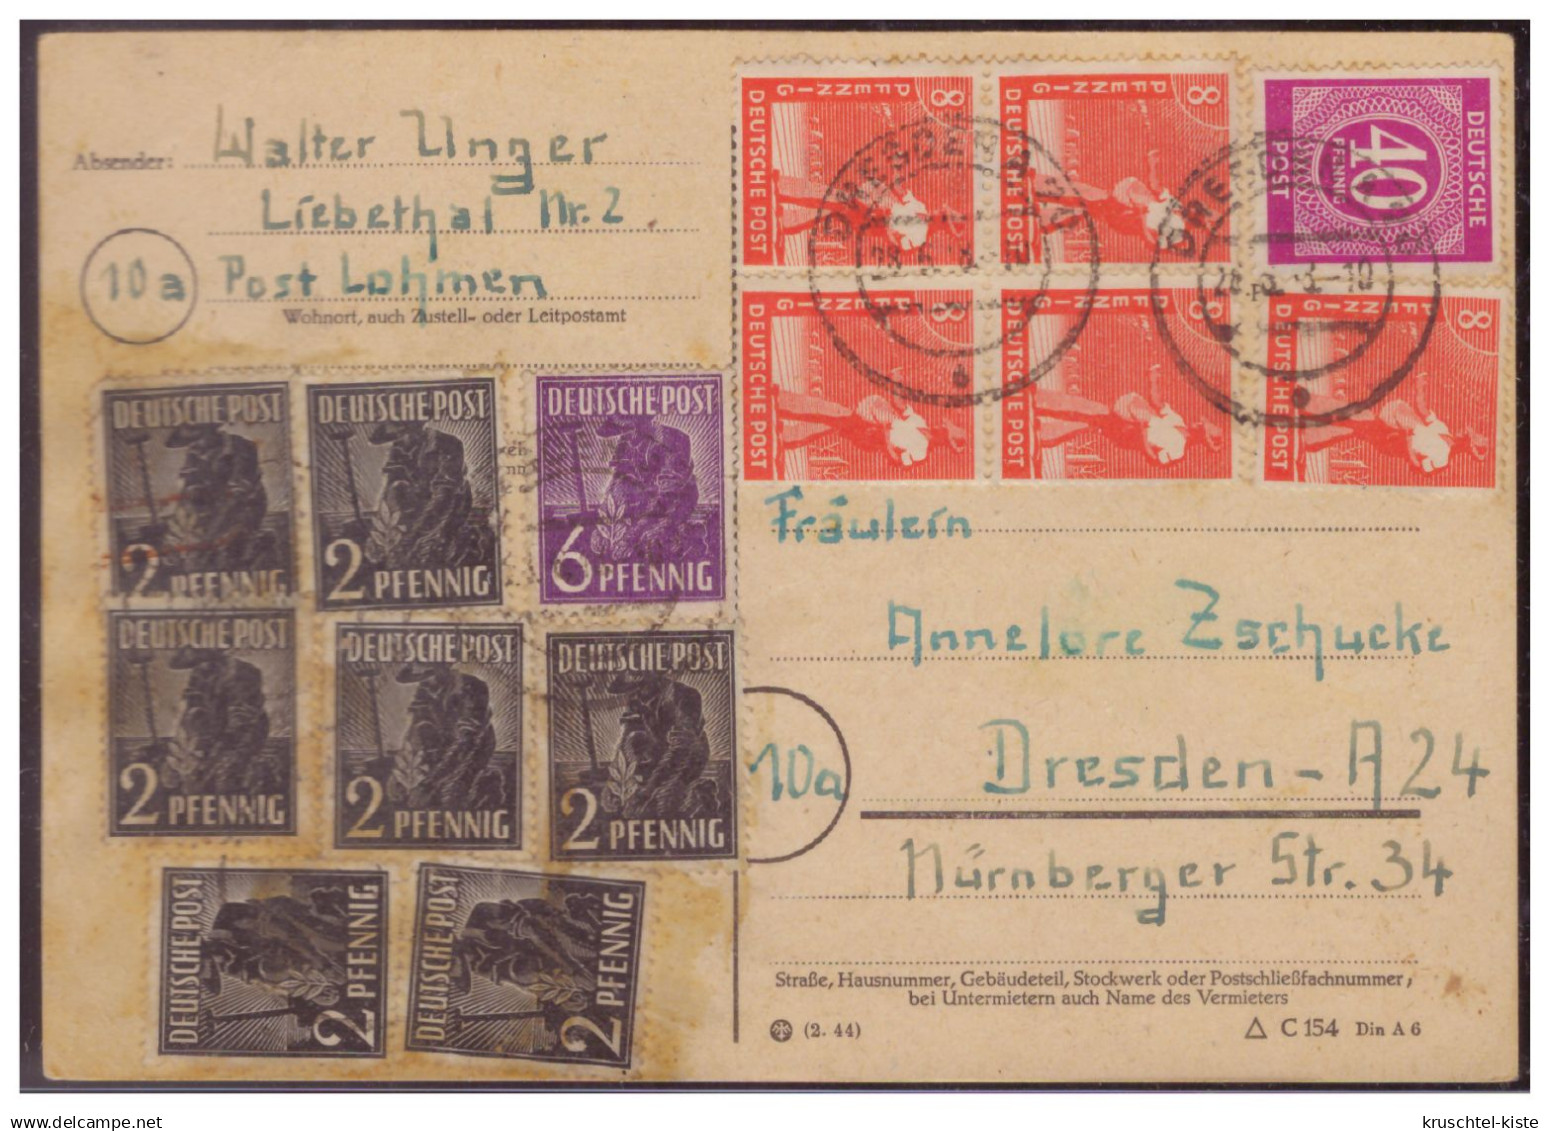 Absender: Walter Unger
Liebethal Nr. 2
10a Post Lohmen
Wohnort, auch Zustell- oder Leitpostamt
8 PFENNIG DEUTSCHE POST
8 PFENNIG DEUTSCHE POST
DEUTSCHE POST 40 PFENNIG
8 PFENNIG DEUTSCHE POST
8 PFENNIG DEUTSCHE POST
8 PFENNIG
DRESDEN
DRESDEN
DEUTSCHE POST
2 PFENNIG
DEUTSCHE POST
2 PFENNIG
DEUTSCHE POST
6 PFENNIG
DEUTSCHE POST
2 PFENNIG
DEUTSCHE POST
2 PFENNIG
DEUTSCHE POST
2 PFENNIG
DEUTSCHE POST
2 PFENNIG
DEUTSCHE POST
2 PFENNIG
Fräulein
Annelore Zschucke
10a Dresden - A 24
Nürnberger Str. 34
Straße, Hausnummer, Gebäudeteil, Stockwerk oder Postschließfachnummer;
bei Untermietern auch Name des Vermieters
(2. 44) C 154 Din A 6
www.delcampe.net
kruschtel-kiste